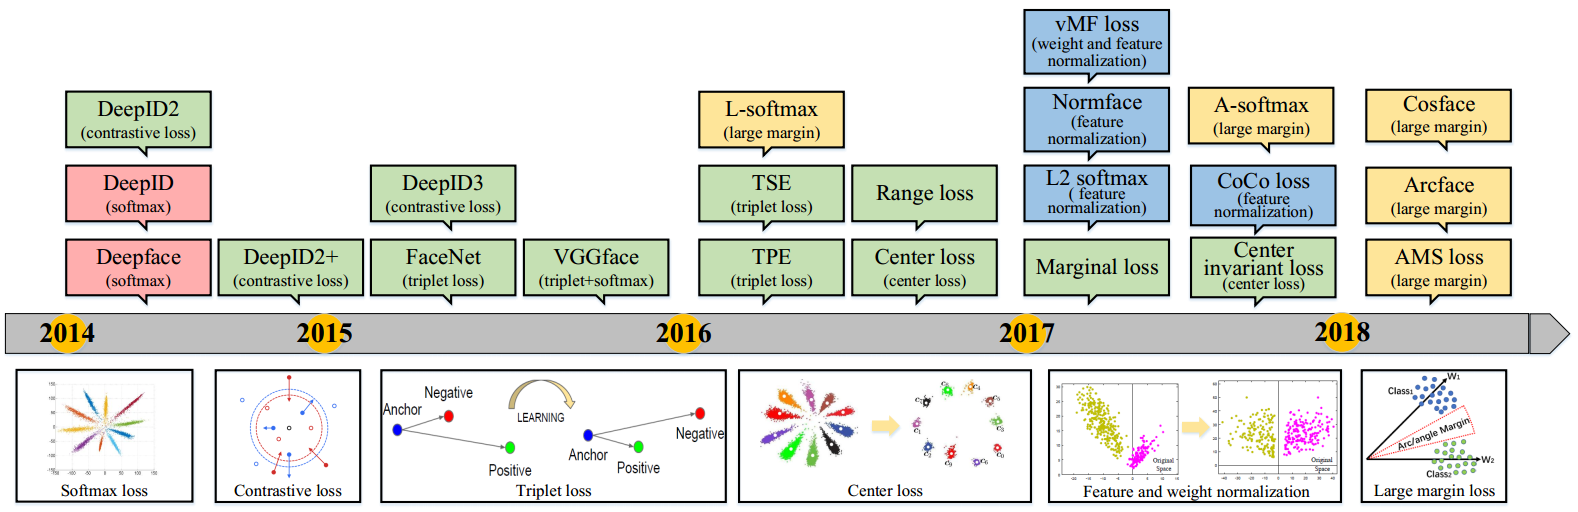 vMF loss
(weight and feature
normalization)
DeepID2
(contrastive loss)
L-softmax
(large margin)
Normface
(feature
normalization)
A-softmax
(large margin)
Cosface
(large margin)
DeepID
(softmax)
DeepID3
(contrastive loss)
TSE
(triplet loss)
Range loss
L2 softmax
( feature
normalization)
CoCo loss
(feature
normalization)
Arcface
(large margin)
Deepface
(softmax)
DeepID2+
(contrastive loss)
FaceNet
(triplet loss)
VGGface
(triplet+softmax)
TPE
(triplet loss)
Center loss
(center loss)
Marginal loss
Center
invariant loss
(center loss)
AMS loss
(large margin)
2014
2015
2016
2017
2018
Softmax loss
Contrastive loss
Negative
Anchor
Positive
LEARNING
Negative
Anchor
Positive
Triplet loss
Center loss
Original
Space
Original
Space
Feature and weight normalization
W1
Class1
Arc/angle Margin
W2
Class2
Large margin loss